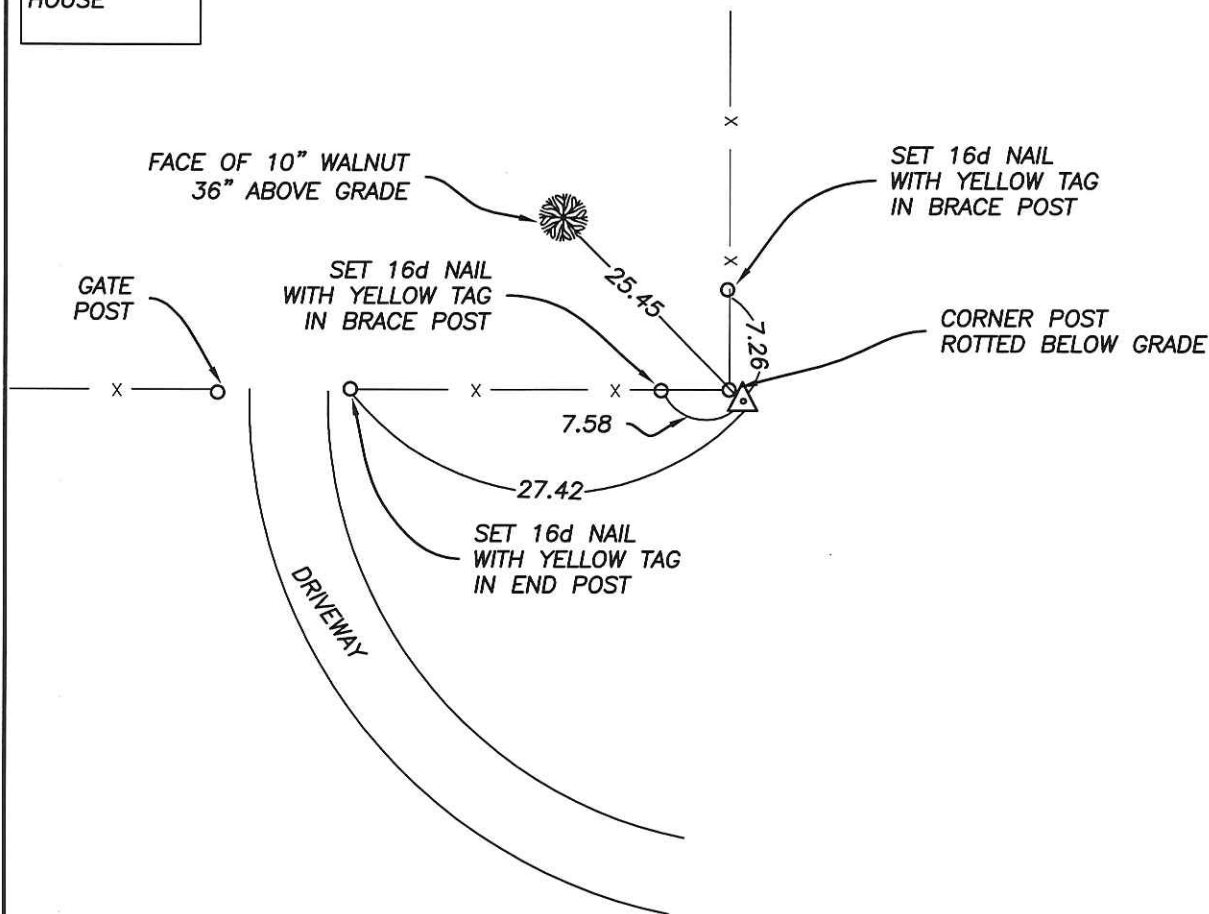 HOUSE
FACE OF 10" WALNUT
36" ABOVE GRADE
SET 16d NAIL
WITH YELLOW TAG
IN BRACE POST
SET 16d NAIL
WITH YELLOW TAG
IN BRACE POST
GATE
POST
25.45
7.26
CORNER POST
ROTTED BELOW GRADE
X
X
X
X
X
7.58
27.42
SET 16d NAIL
WITH YELLOW TAG
IN END POST
DRIVEWAY